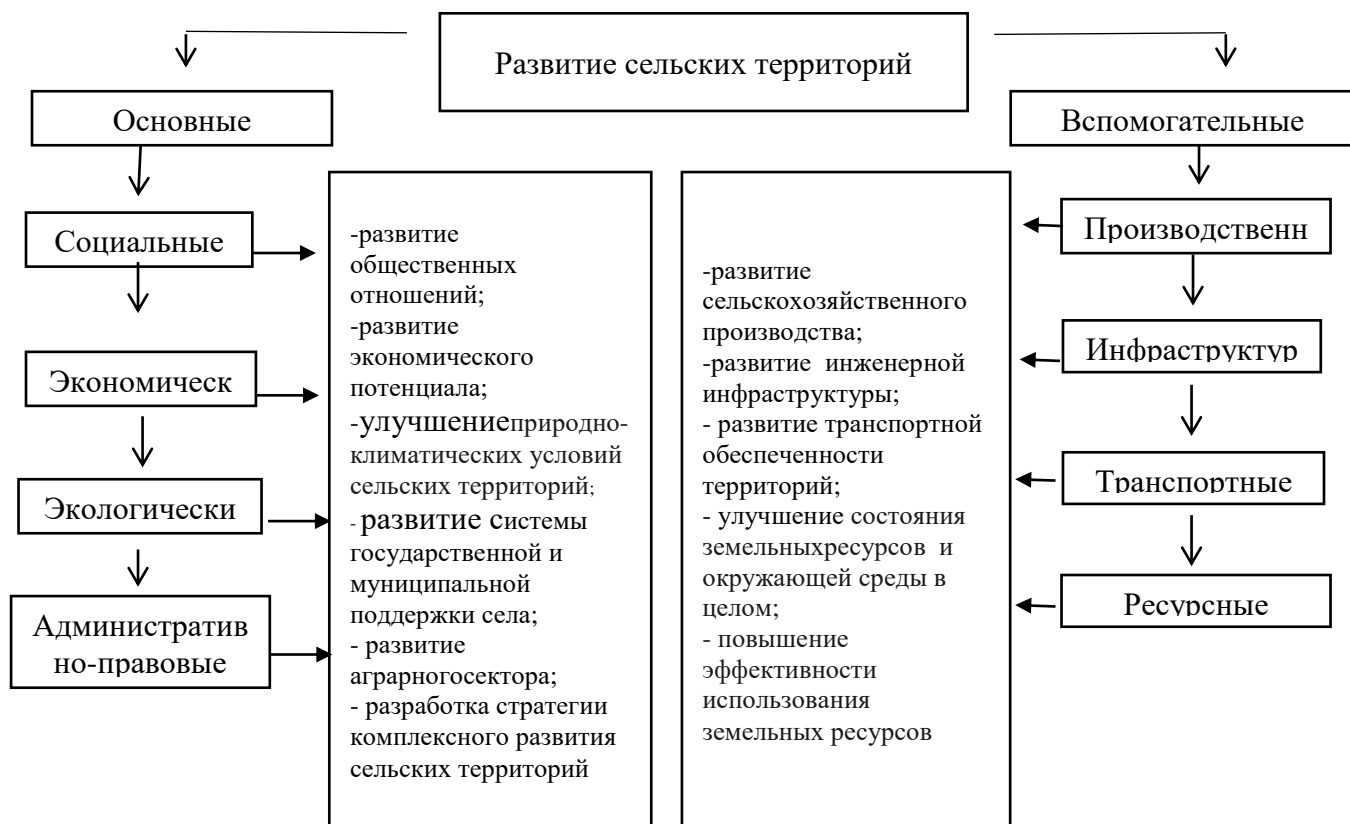 Развитие сельских территорий
Основные
Вспомогательные
Социальные
Экономическ
Экологически
Административ
но-правовые
-развитие
общественных
отношений;
-развитие
экономического
потенциала;
-улучшениеприродно-
климатических условий
сельских территорий;
- развитие системы
государственной и
муниципальной
поддержки села;
- развитие
аграрногосектора;
- разработка стратегии
комплексного развития
сельских территорий
-развитие
сельскохозяйственного
производства;
-развитие инженерной
инфраструктуры;
- развитие транспортной
обеспеченности
территорий;
- улучшение состояния
земельныхресурсов и
окружающей среды в
целом;
- повышение
эффективности
использования
земельных ресурсов
Производственн
Инфраструктур
Транспортные
Ресурсные